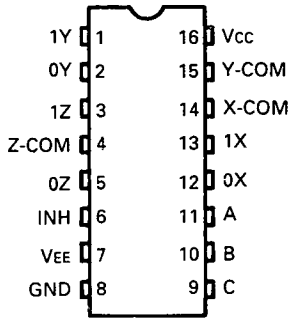 1Y 1 16 Vcc
0Y 2 15 Y-COM
1Z 3 14 X-COM
Z-COM 4 13 1X
0Z 5 12 0X
INH 6 11 A
VEE 7 10 B
GND 8 9 C